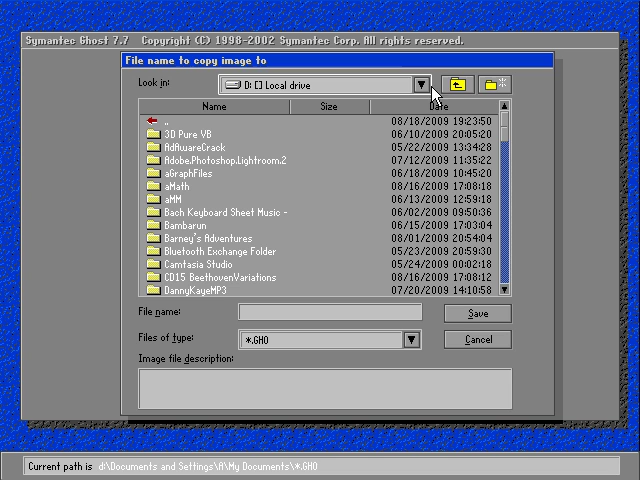 Symantec Ghost 7.7 Copyright (C) 1998-2002 Symantec Corp. All rights reserved.
File name to copy image to
Look in: D: [] Local drive
Name Size Date
.. 08/18/2009 19:23:50
3D Pure VB 06/10/2009 20:05:20
AdAwareCrack 05/22/2009 13:34:28
Adobe.Photoshop.Lightroom.2 07/12/2009 11:35:22
aGraphFiles 06/18/2009 10:45:20
aMath 08/16/2009 17:08:18
aMM 06/13/2009 12:59:18
Bach Keyboard Sheet Music - 06/02/2009 09:50:36
Bambarun 06/15/2009 17:03:04
Barney's Adventures 08/01/2009 20:54:04
Bluetooth Exchange Folder 05/23/2009 20:59:30
Camtasia Studio 05/24/2009 00:02:18
CD15 BeethovenVariations 08/16/2009 17:08:12
DannyKayeMP3 07/20/2009 14:10:58
File name: Save
Files of type: *.GHO Cancel
Image file description:
Current path is d:\Documents and Settings\A\My Documents\*.GHO